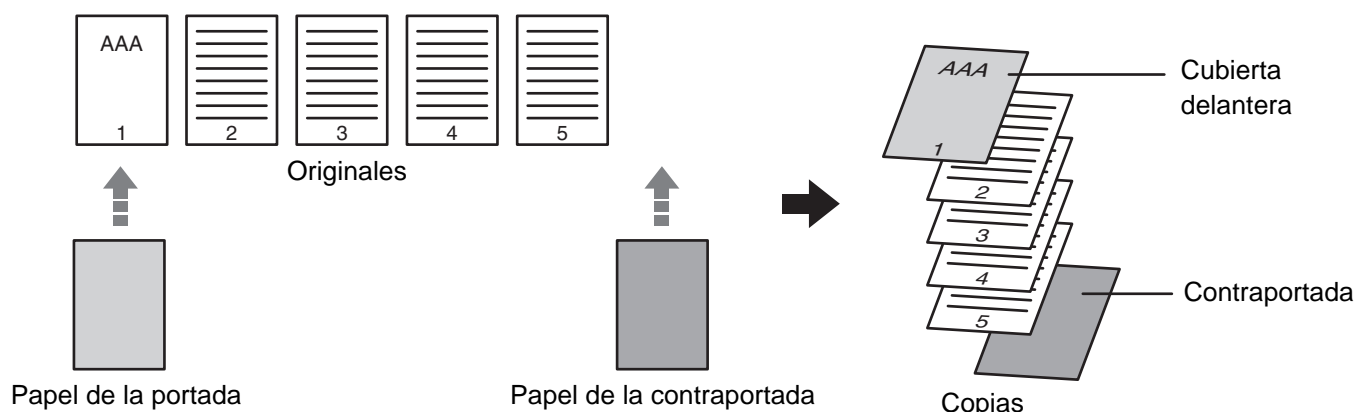 AAA
1
2
3
4
5
Originales
Papel de la portada
Papel de la contraportada
AAA
1
2
3
4
5
Cubierta
delantera
Contraportada
Copias